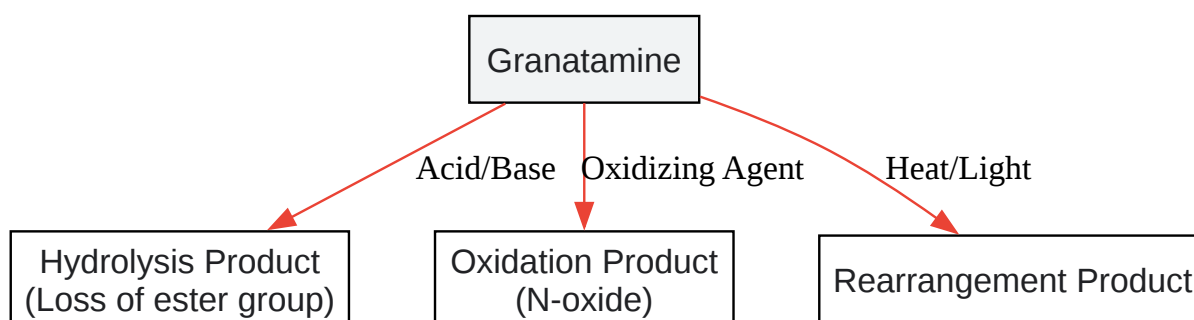 Granatamine
Acid/Base
Oxidizing Agent
Heat/Light
Hydrolysis Product
(Loss of ester group)
Oxidation Product
(N-oxide)
Rearrangement Product